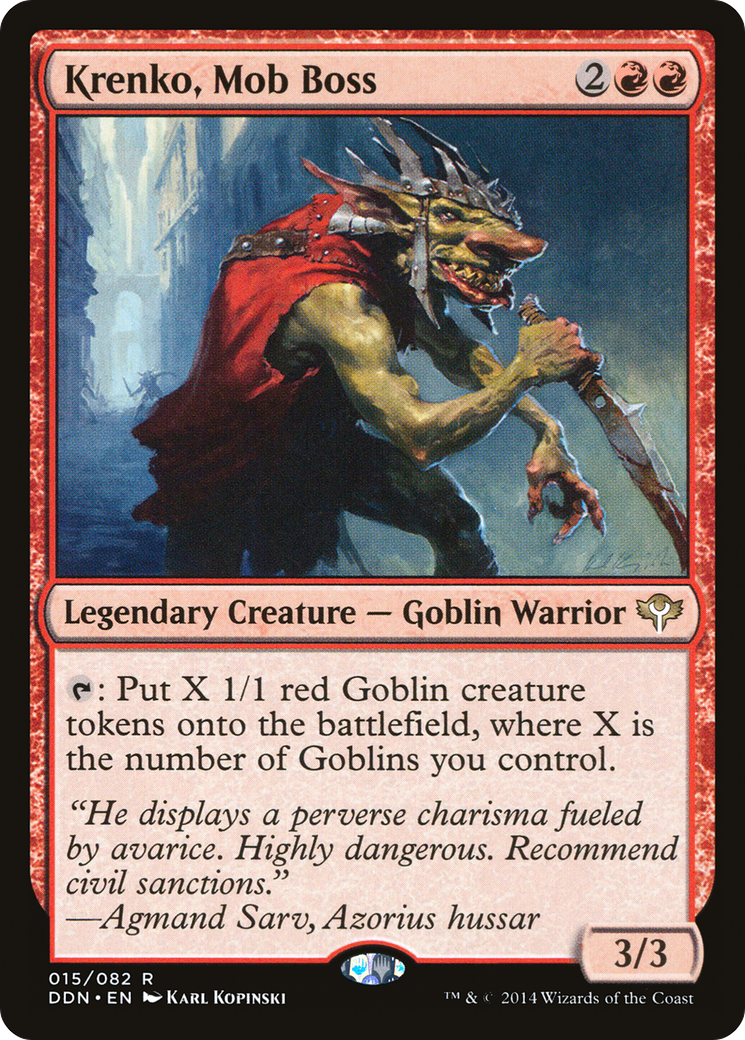 Krenko, Mob Boss 2
Legendary Creature — Goblin Warrior
: Put X 1/1 red Goblin creature
tokens onto the battlefield, where X is
the number of Goblins you control.
“He displays a perverse charisma fueled
by avarice. Highly dangerous. Recommend
civil sanctions.”
—Agmand Sarv, Azorius hussar
3/3
015/082 R
DDN • EN Karl Kopinski
™ & © 2014 Wizards of the Coast